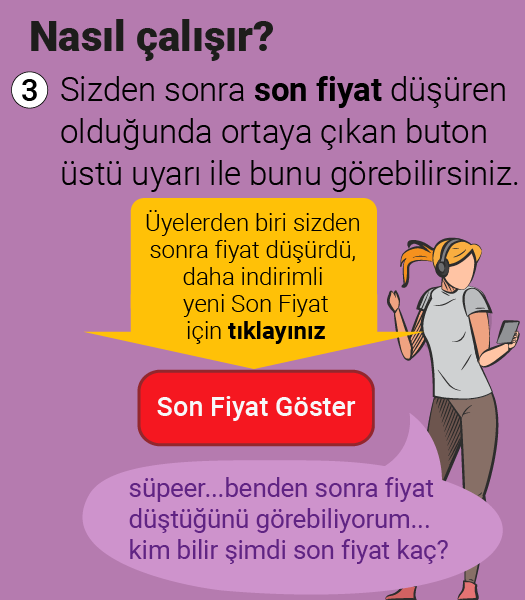 Nasıl çalışır?
3 Sizden sonra son fiyat düşüren
olduğunda ortaya çıkan buton
üstü uyarı ile bunu görebilirsiniz.
Üyelerden biri sizden
sonra fiyat düşürdü,
daha indirimli
yeni Son Fiyat
için tıklayınız
Son Fiyat Göster
süpeer...benden sonra fiyat
düştüğünü görebiliyorum...
kim bilir şimdi son fiyat kaç?